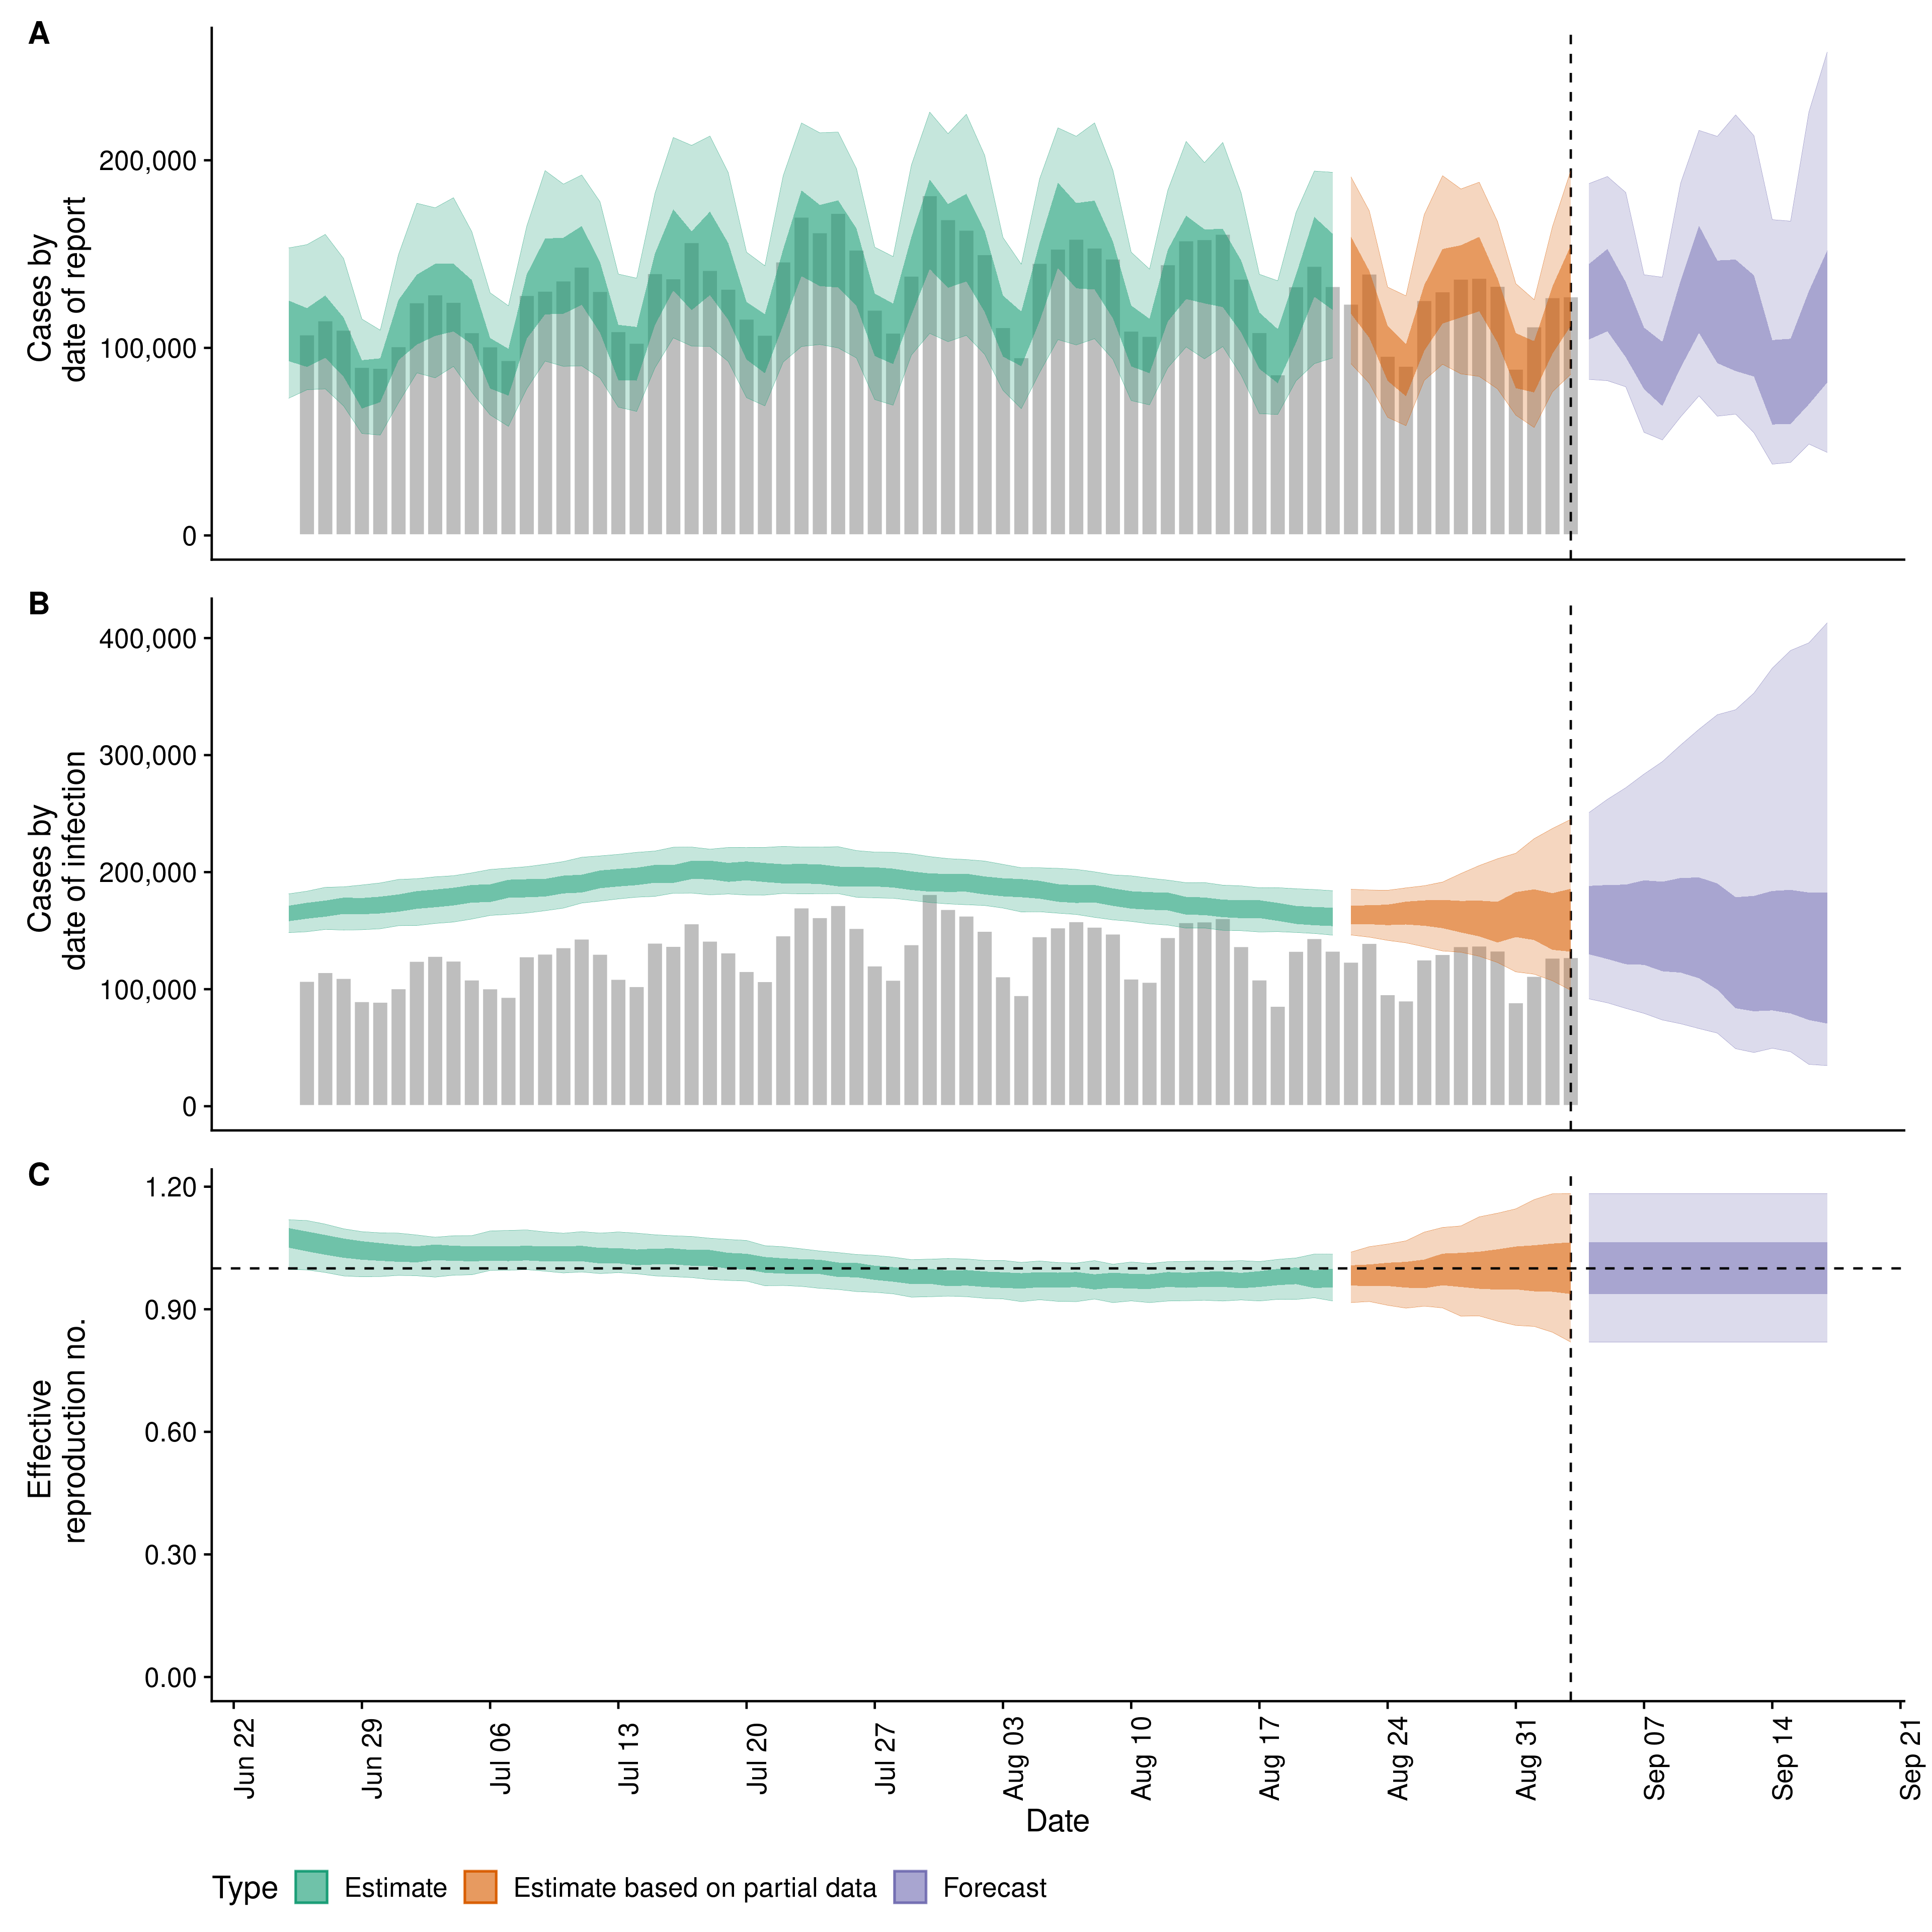 A
Cases by
date of report
200,000
100,000
0
B
Cases by
date of infection
400,000
300,000
200,000
100,000
0
C
Effective
reproduction no.
1.20
0.90
0.60
0.30
0.00
Jun 22
Jun 29
Jul 06
Jul 13
Jul 20
Jul 27
Aug 03
Aug 10
Aug 17
Aug 24
Aug 31
Sep 07
Sep 14
Sep 21
Date
Type Estimate Estimate based on partial data Forecast